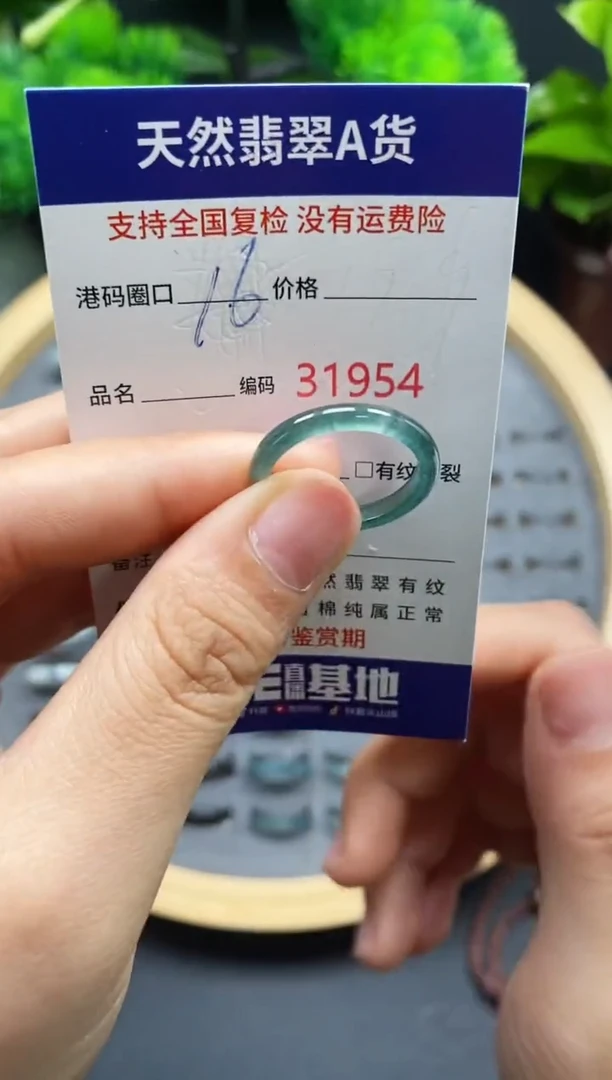 天然翡翠A货
支持全国复检 没有运费险
港码圈口 16 价格
品名 编码 31954
□有纹 裂
备注
然翡翠有纹
棉纯属正常
鉴赏期
基地